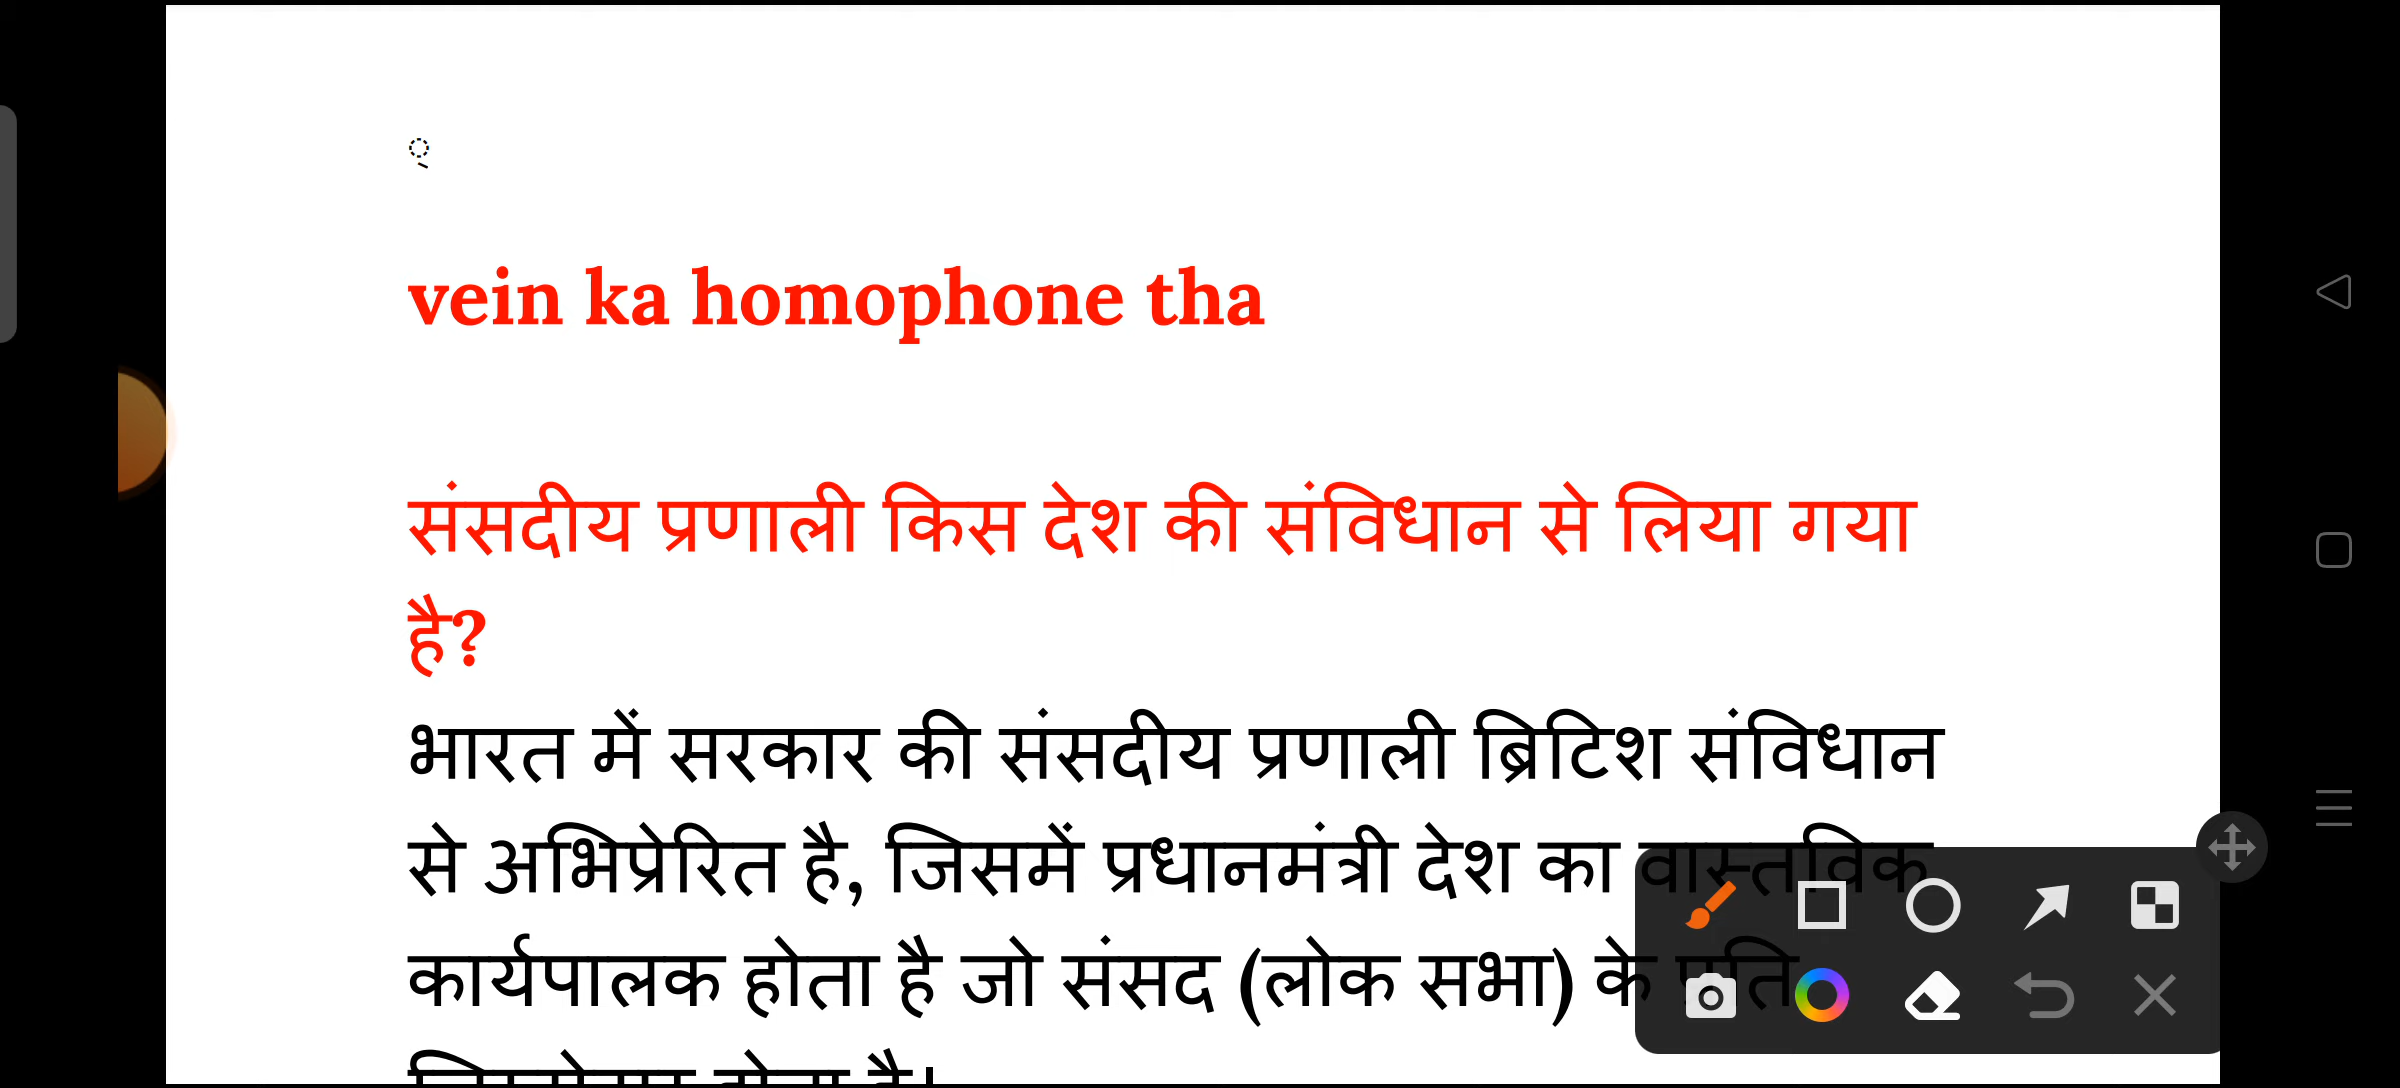 vein ka homophone tha
संसदीय प्रणाली किस देश की संविधान से लिया गया
है?
भारत में सरकार की संसदीय प्रणाली ब्रिटिश संविधान
से अभिप्रेरित है, जिसमें प्रधानमंत्री देश का वास्तविक
कार्यपालक होता है जो संसद (लोक सभा) के प्रति
होता है।